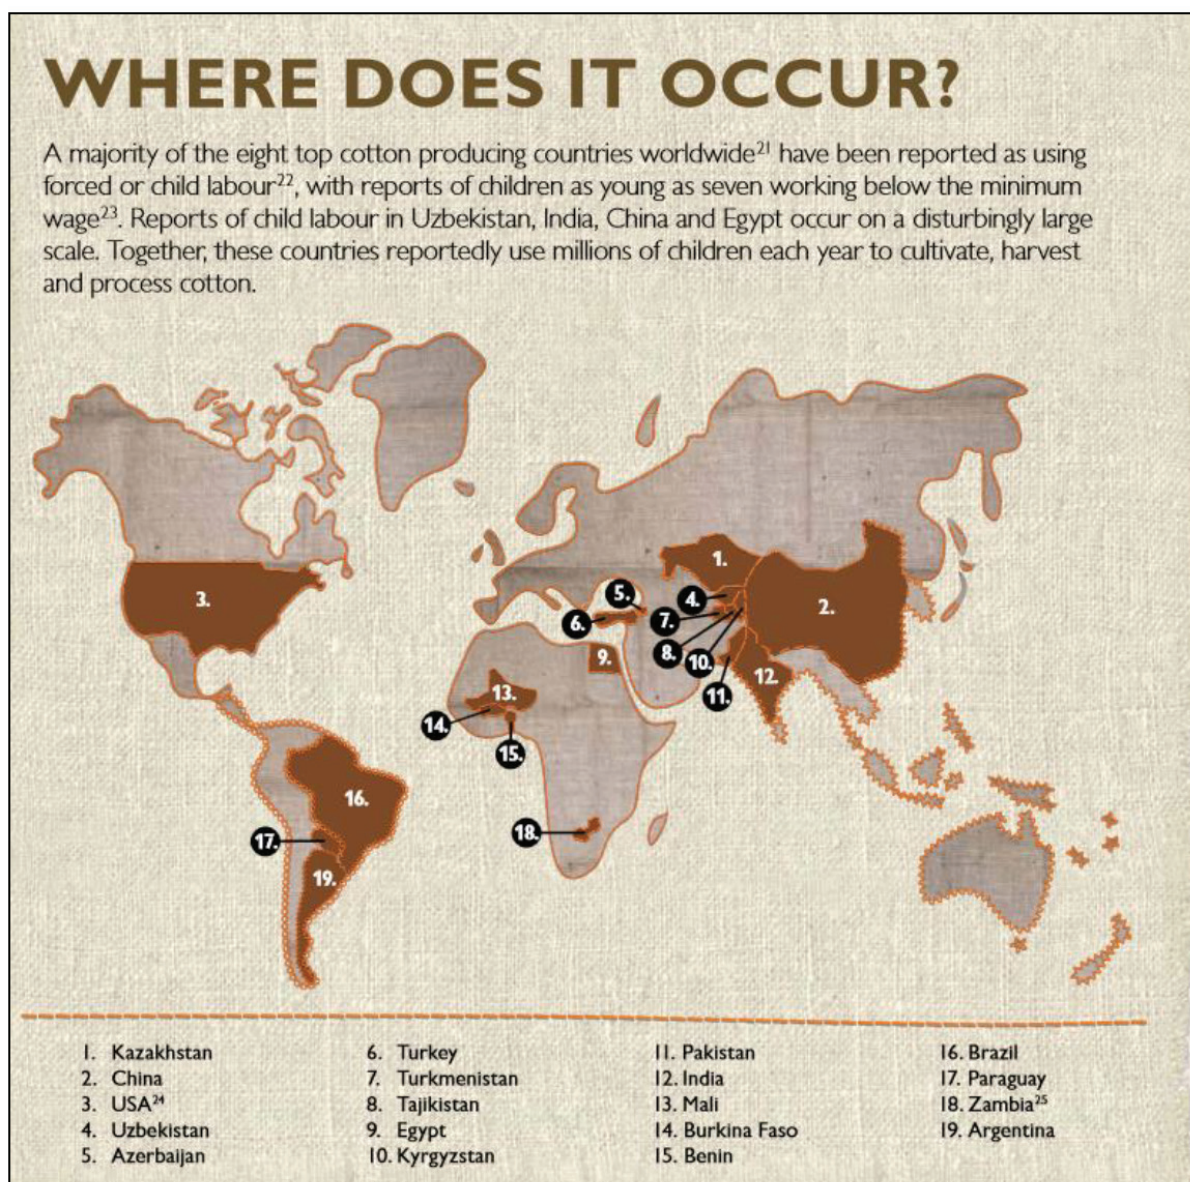 WHERE DOES IT OCCUR?
A majority of the eight top cotton producing countries worldwide²¹ have been reported as using
forced or child labour²², with reports of children as young as seven working below the minimum
wage²³. Reports of child labour in Uzbekistan, India, China and Egypt occur on a disturbingly large
scale. Together, these countries reportedly use millions of children each year to cultivate, harvest
and process cotton.
1.
3.
5.
4.
2.
6.
7.
8.
9.
10.
12.
11.
13.
14.
15.
16.
18.
17.
19.
1. Kazakhstan
2. China
3. USA²⁴
4. Uzbekistan
5. Azerbaijan
6. Turkey
7. Turkmenistan
8. Tajikistan
9. Egypt
10. Kyrgyzstan
11. Pakistan
12. India
13. Mali
14. Burkina Faso
15. Benin
16. Brazil
17. Paraguay
18. Zambia²⁵
19. Argentina